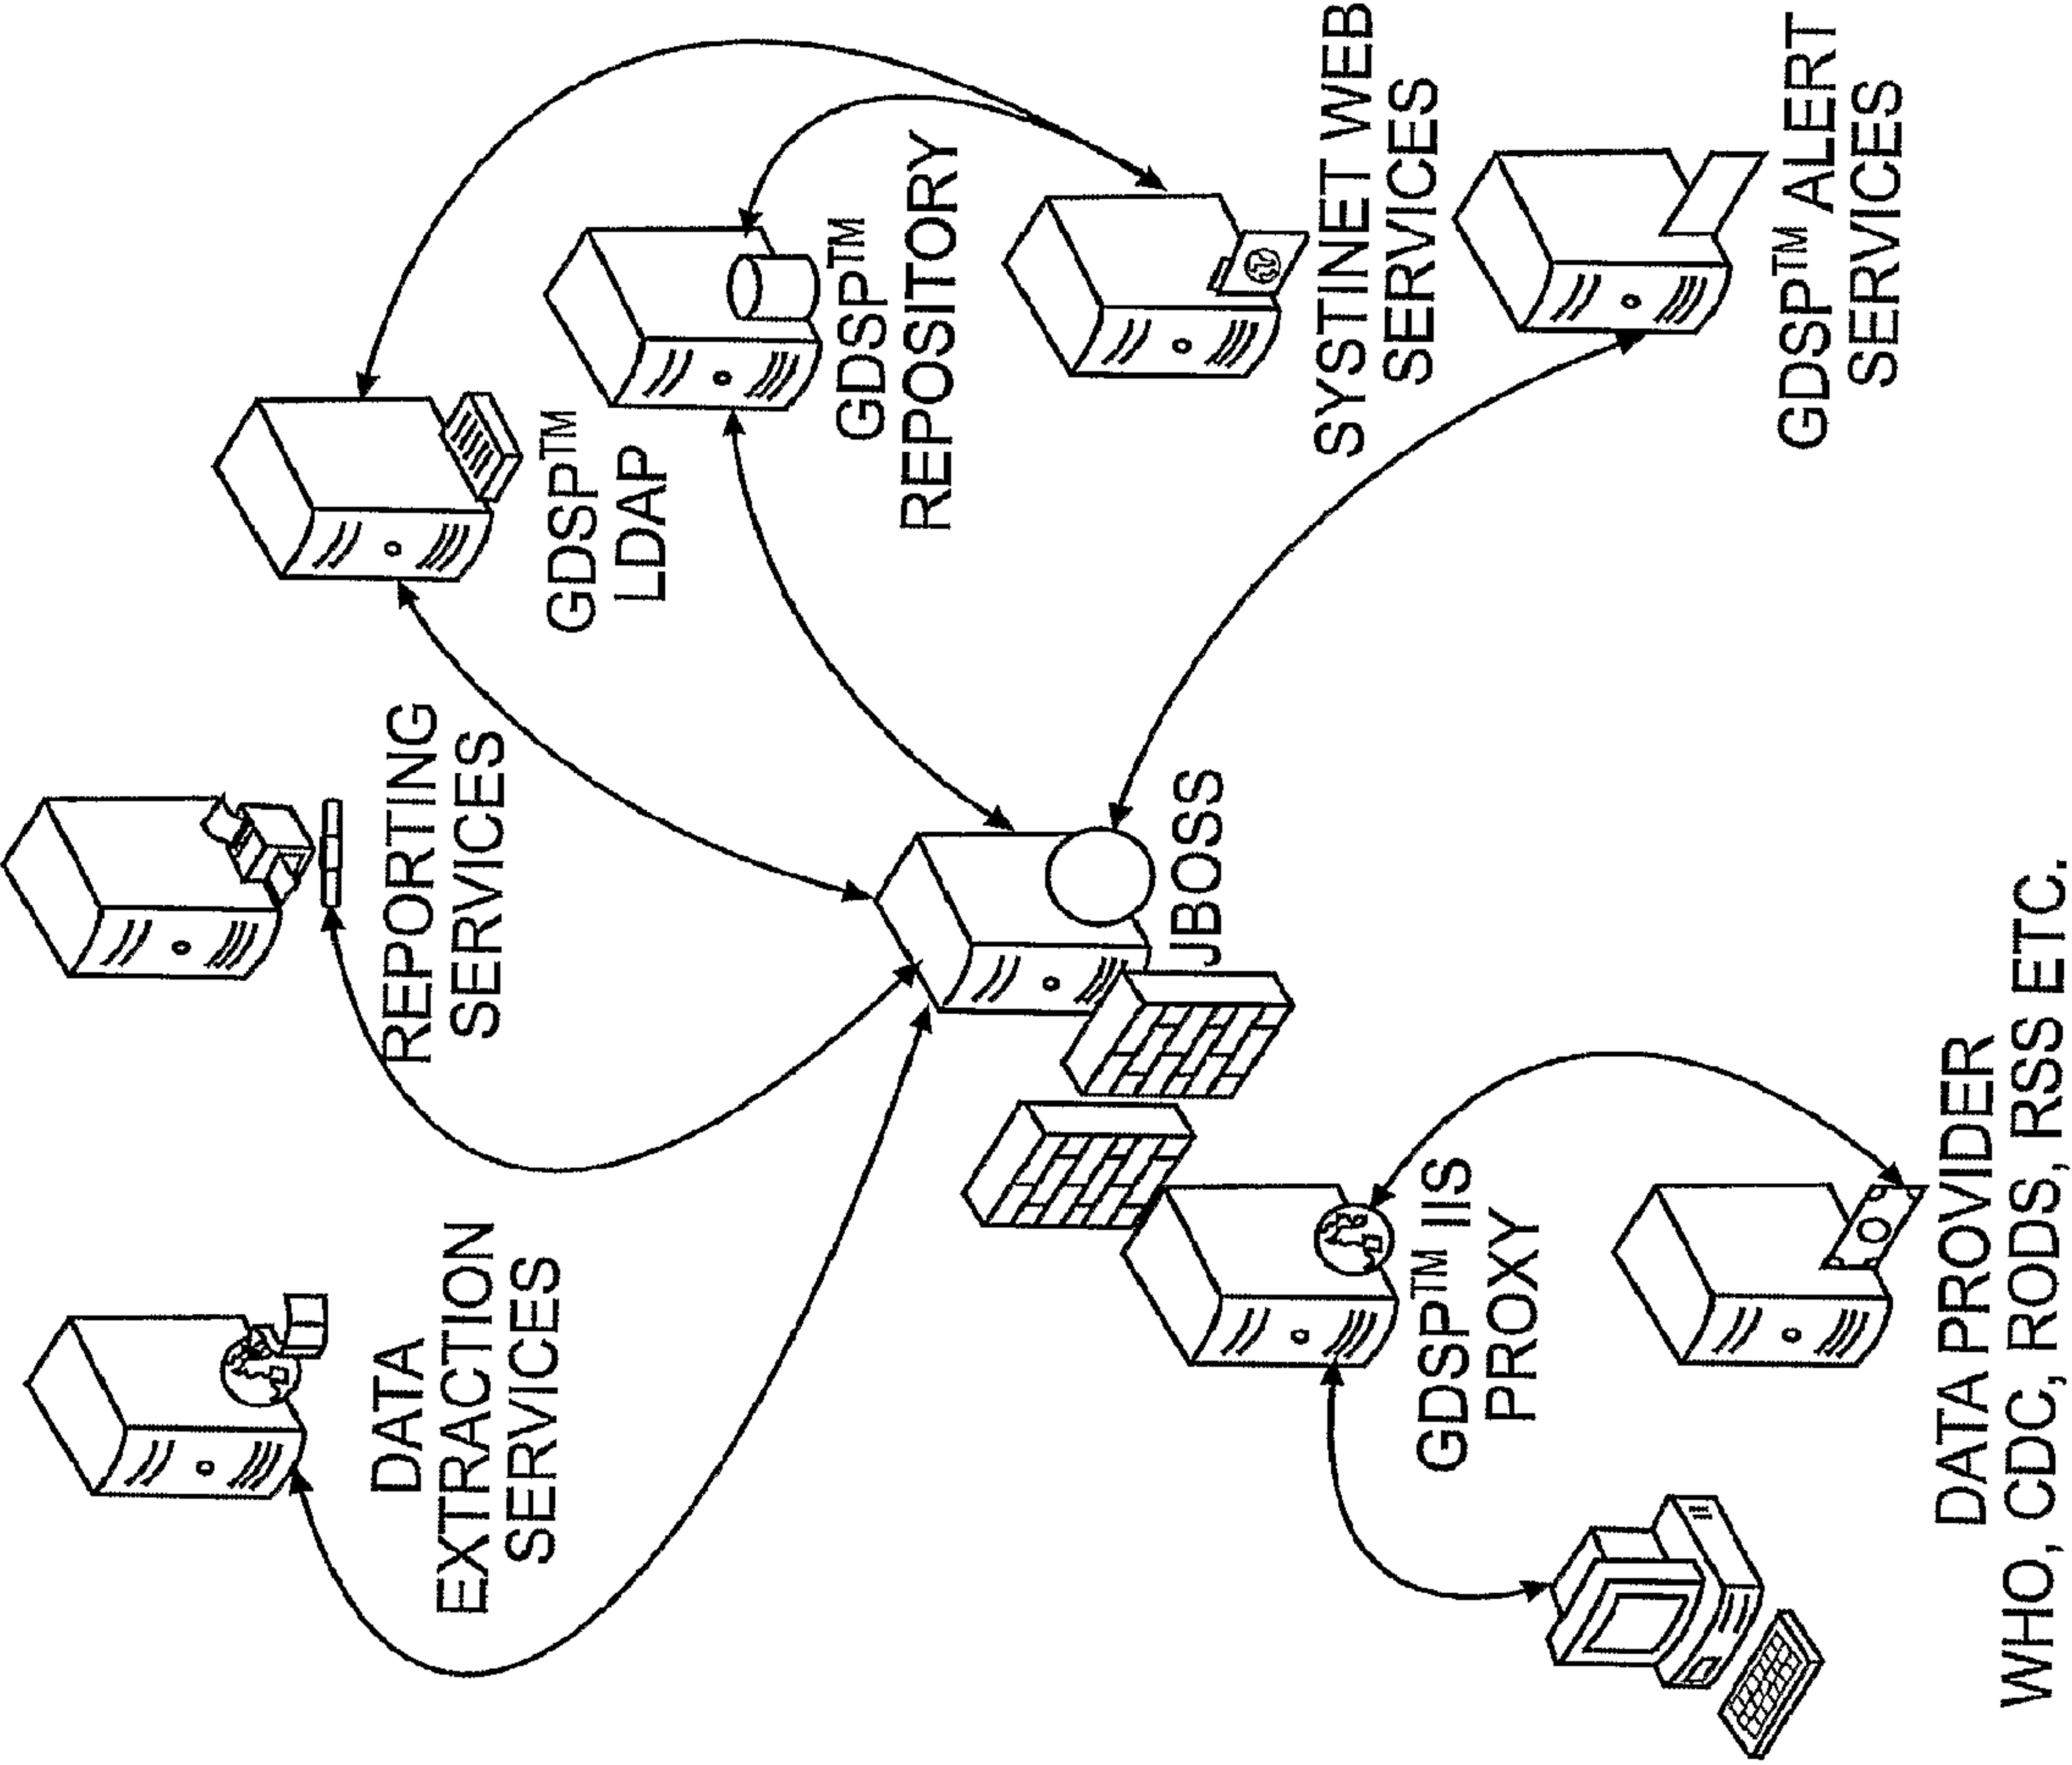 DATA
EXTRACTION
SERVICES
REPORTING
SERVICES
GDSP™
LDAP
GDSP™
REPOSITORY
JBOSS
SYSTINET WEB
SERVICES
GDSP™ IIS
PROXY
GDSP™ ALERT
SERVICES
DATA PROVIDER
WHO, CDC, RODS, RSS ETC.